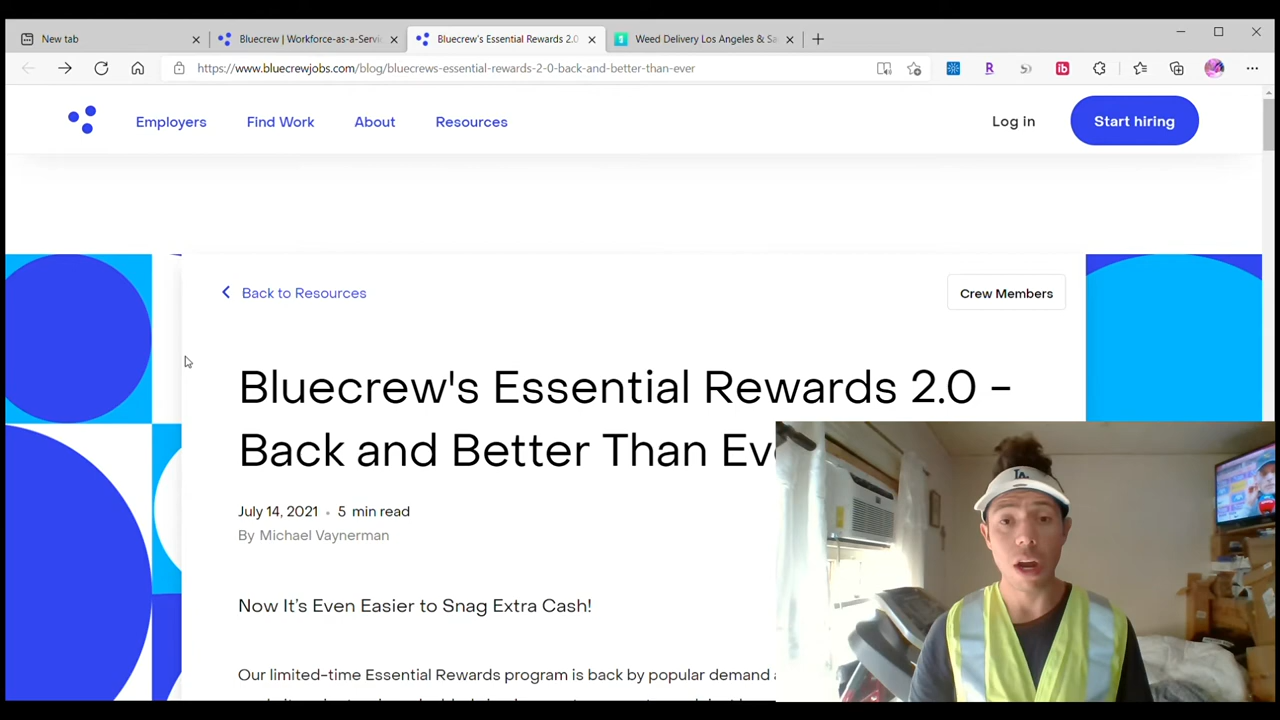 New tab
Bluecrew | Workforce-as-a-Servi
Bluecrew's Essential Rewards 2.0
Weed Delivery Los Angeles & Sa
https://www.bluecrewjobs.com/blog/bluecrews-essential-rewards-2-0-back-and-better-than-ever
Employers
Find Work
About
Resources
Log in
Start hiring
Back to Resources
Crew Members
Bluecrew's Essential Rewards 2.0 –
Back and Better Than Ev
July 14, 2021 • 5 min read
By Michael Vaynerman
Now It's Even Easier to Snag Extra Cash!
Our limited-time Essential Rewards program is back by popular demand
LA